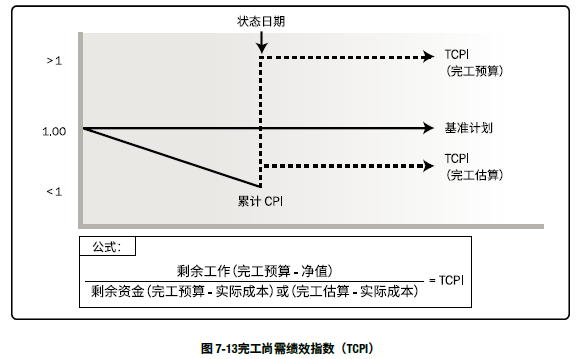 状态日期
>1
TCPI
(完工预算)
1.00
基准计划
TCPI
(完工估算)
<1
累计 CPI
公式:
剩余工作(完工预算 - 净值)
剩余资金(完工预算 - 实际成本)或(完工估算 - 实际成本)
= TCPI
图 7-13完工尚需绩效指数（TCPI）